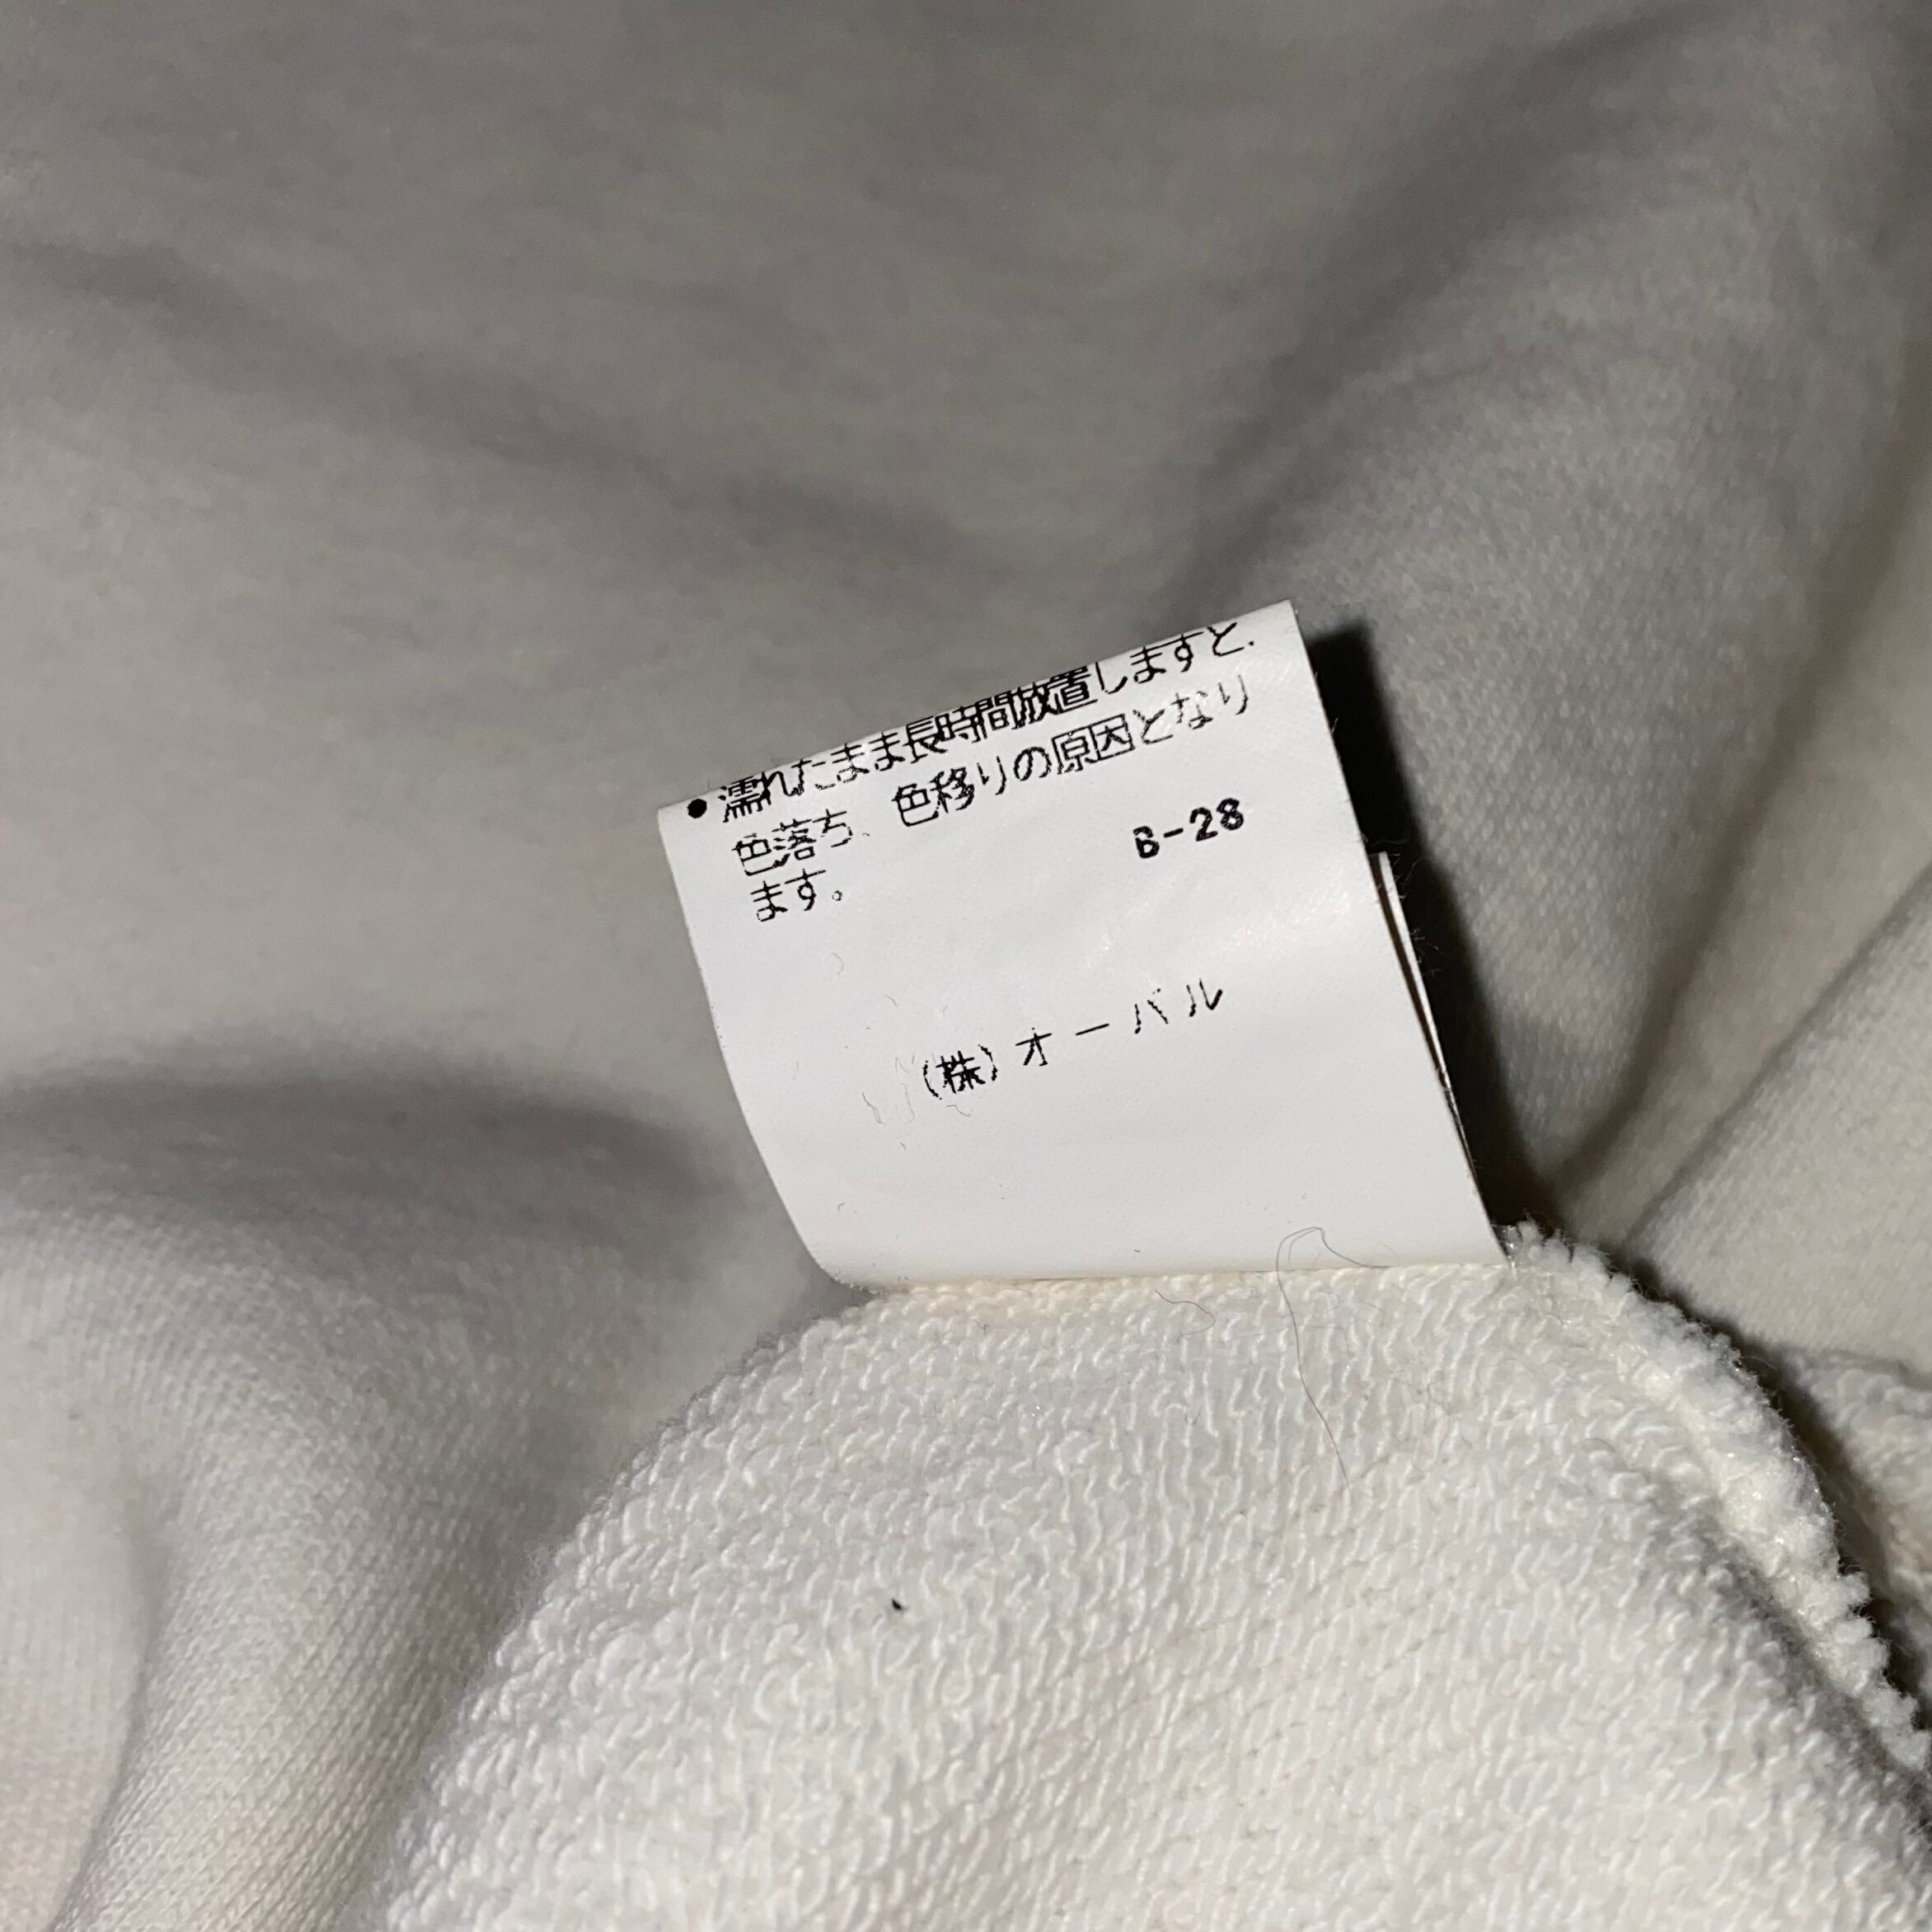 ●濡れたまま長時間放置しますと、
色落ち、色移りの原因となり
ます。
B-28
(株)オーバル